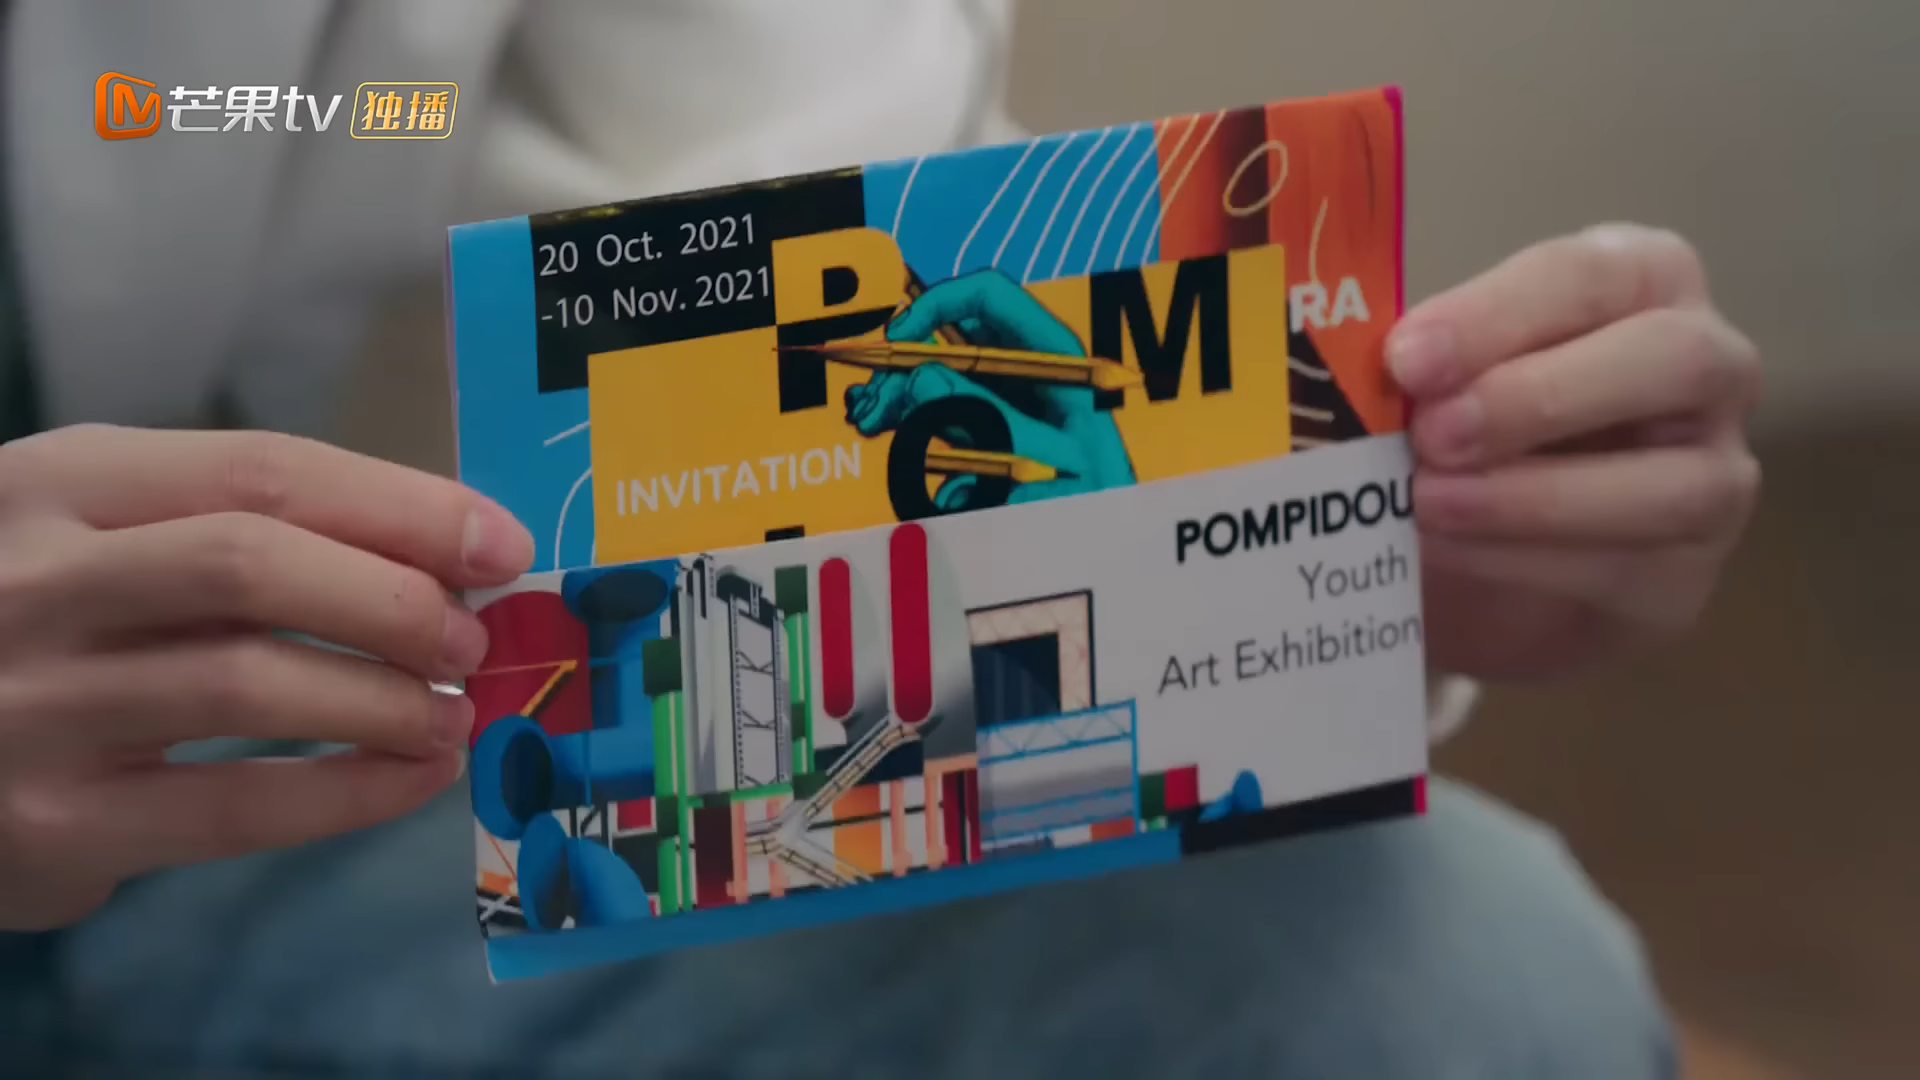 芒果tv 独播
20 Oct. 2021
-10 Nov. 2021
P
M
RA
INVITATION
O
POMPIDOU
Youth
Art Exhibition